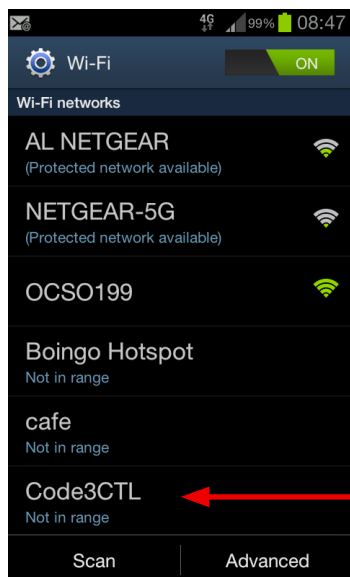 4G 99% 08:47
Wi-Fi ON
Wi-Fi networks
AL NETGEAR
(Protected network available)
NETGEAR-5G
(Protected network available)
OCSO199
Boingo Hotspot
Not in range
cafe
Not in range
Code3CTL
Not in range
Scan Advanced